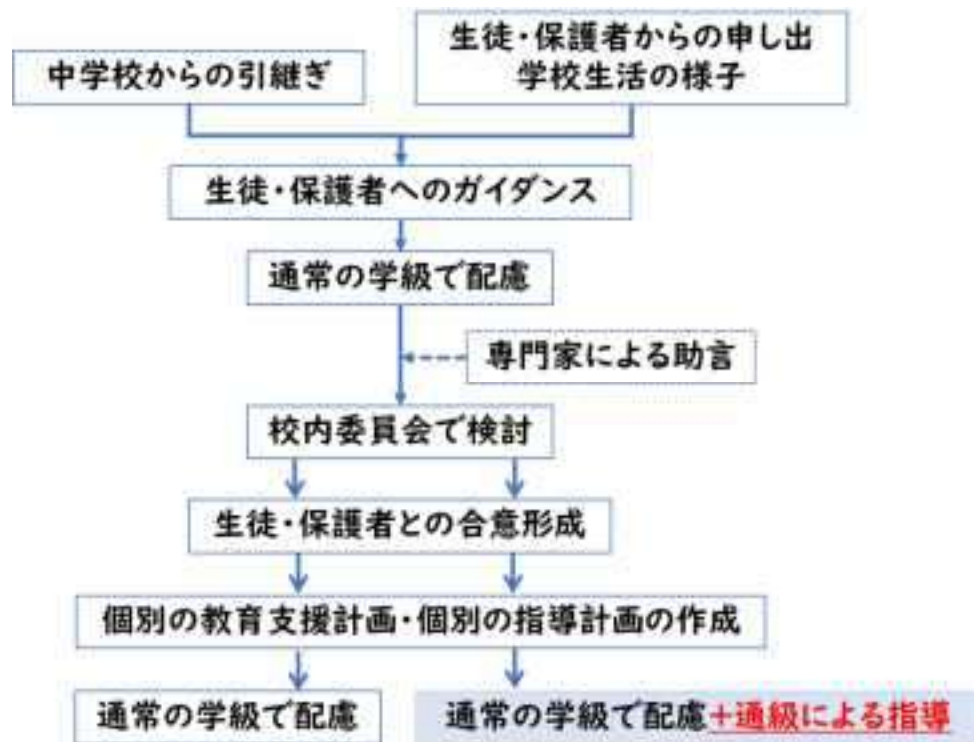 中学校からの引継ぎ
生徒・保護者からの申し出
学校生活の様子
生徒・保護者へのガイダンス
通常の学級で配慮
専門家による助言
校内委員会で検討
生徒・保護者との合意形成
個別の教育支援計画・個別の指導計画の作成
通常の学級で配慮
通常の学級で配慮+通級による指導